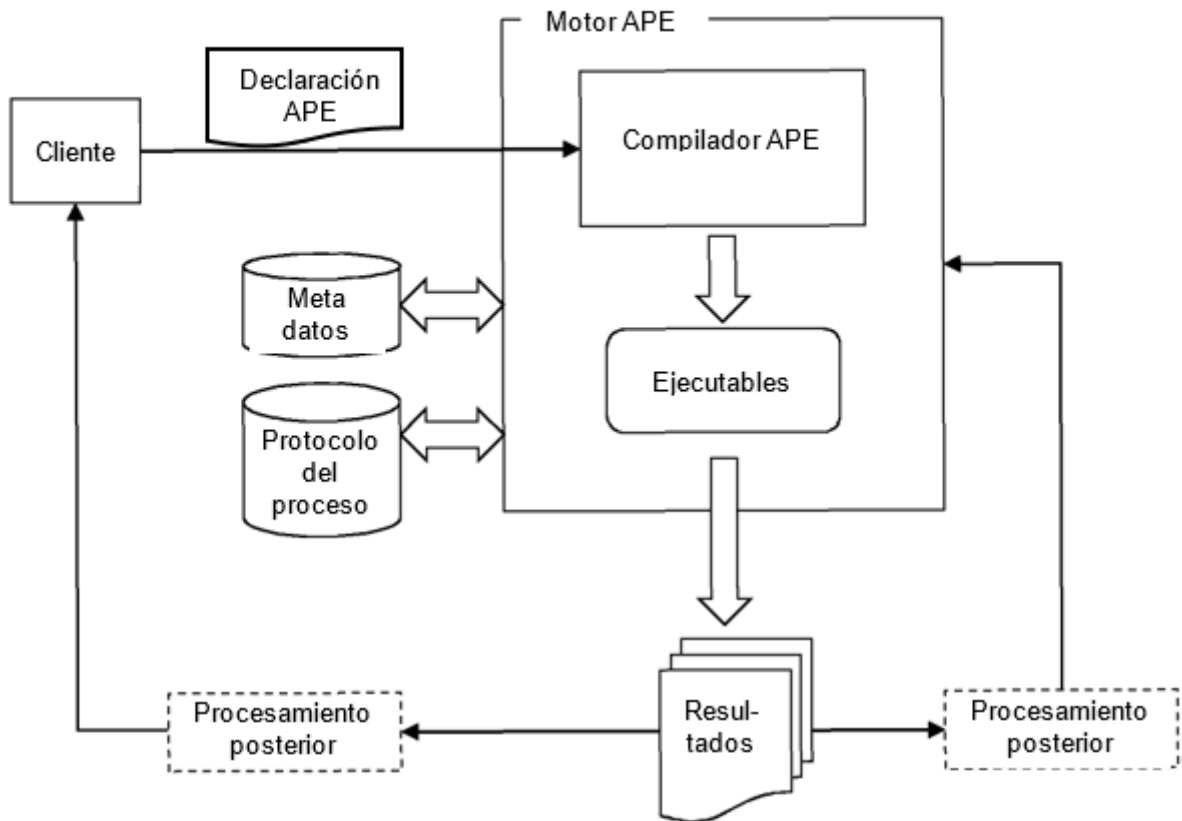 Motor APE
Declaración
APE
Cliente
Compilador APE
Meta
datos
Ejecutables
Protocolo
del
proceso
Procesamiento
posterior
Resul-
tados
Procesamiento
posterior